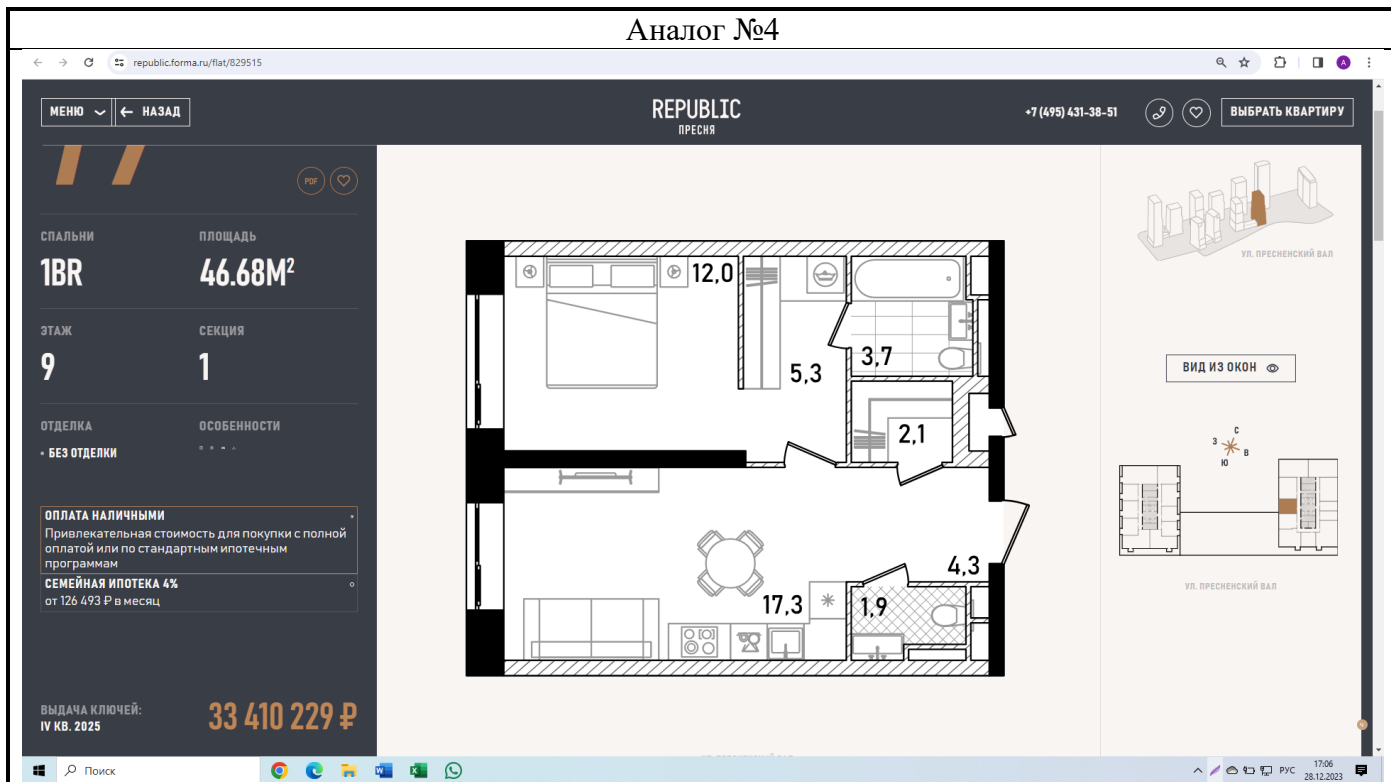 Аналог №4
republic.forma.ru/flat/829515
МЕНЮ
НАЗАД
REPUBLIC
ПРЕСНЯ
+7 (495) 431-38-51
ВЫБРАТЬ КВАРТИРУ
PDF
СПАЛЬНИ ПЛОЩАДЬ
1BR 46.68М²
ЭТАЖ СЕКЦИЯ
9 1
ОТДЕЛКА ОСОБЕННОСТИ
• БЕЗ ОТДЕЛКИ
ОПЛАТА НАЛИЧНЫМИ
Привлекательная стоимость для покупки с полной
оплатой или по стандартным ипотечным
программам
СЕМЕЙНАЯ ИПОТЕКА 4%
от 126 493 ₽ в месяц
ВЫДАЧА КЛЮЧЕЙ:
IV КВ. 2025
33 410 229 ₽
12,0
5,3
3,7
2,1
4,3
17,3
1,9
УЛ. ПРЕСНЕНСКИЙ ВАЛ
ВИД ИЗ ОКОН
С
З
В
Ю
УЛ. ПРЕСНЕНСКИЙ ВАЛ
Поиск
РУС
17:06
28.12.2023